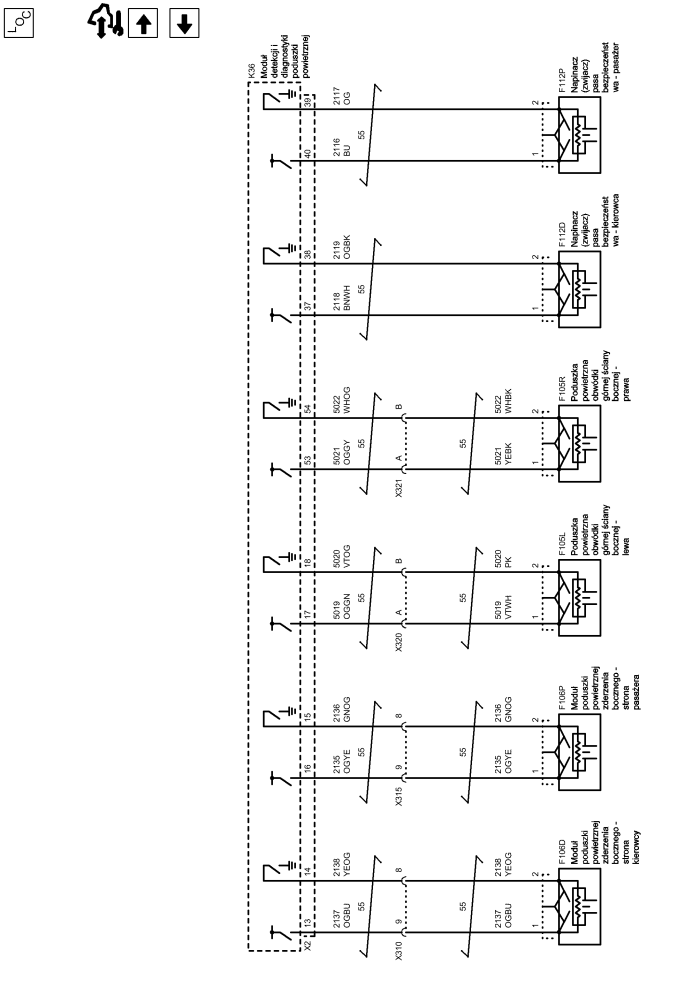 LOC
K36
Moduł
detekcji i
diagnostyki
poduszki
powietrznej
X2
13
14
16
15
17
18
53
54
37
38
40
39
2137
OGBU
2138
YEOG
2135
OGYE
2136
GNOG
5019
OGGN
5020
VTOG
5021
OGGY
5022
WHOG
2118
BNWH
2119
OGBK
2116
BU
2117
OG
55
55
55
55
55
55
X310
9
8
X315
9
8
X320
A
B
X321
A
B
55
55
55
55
2137
OGBU
2138
YEOG
2135
OGYE
2136
GNOG
5019
VTWH
5020
PK
5021
YEBK
5022
WHBK
1
2
1
2
1
2
1
2
1
2
1
2
F106D
Moduł
poduszki
powietrznej
zderzenia
bocznego -
strona
kierowcy
F106P
Moduł
poduszki
powietrznej
zderzenia
bocznego -
strona
pasażera
F105L
Poduszka
powietrzna
obwódki
górnej ściany
bocznej -
lewa
F105R
Poduszka
powietrzna
obwódki
górnej ściany
bocznej -
prawa
F112D
Napinacz
(zwijacz)
pasa
bezpieczeńst
wa - kierowca
F112P
Napinacz
(zwijacz)
pasa
bezpieczeńst
wa - pasażer